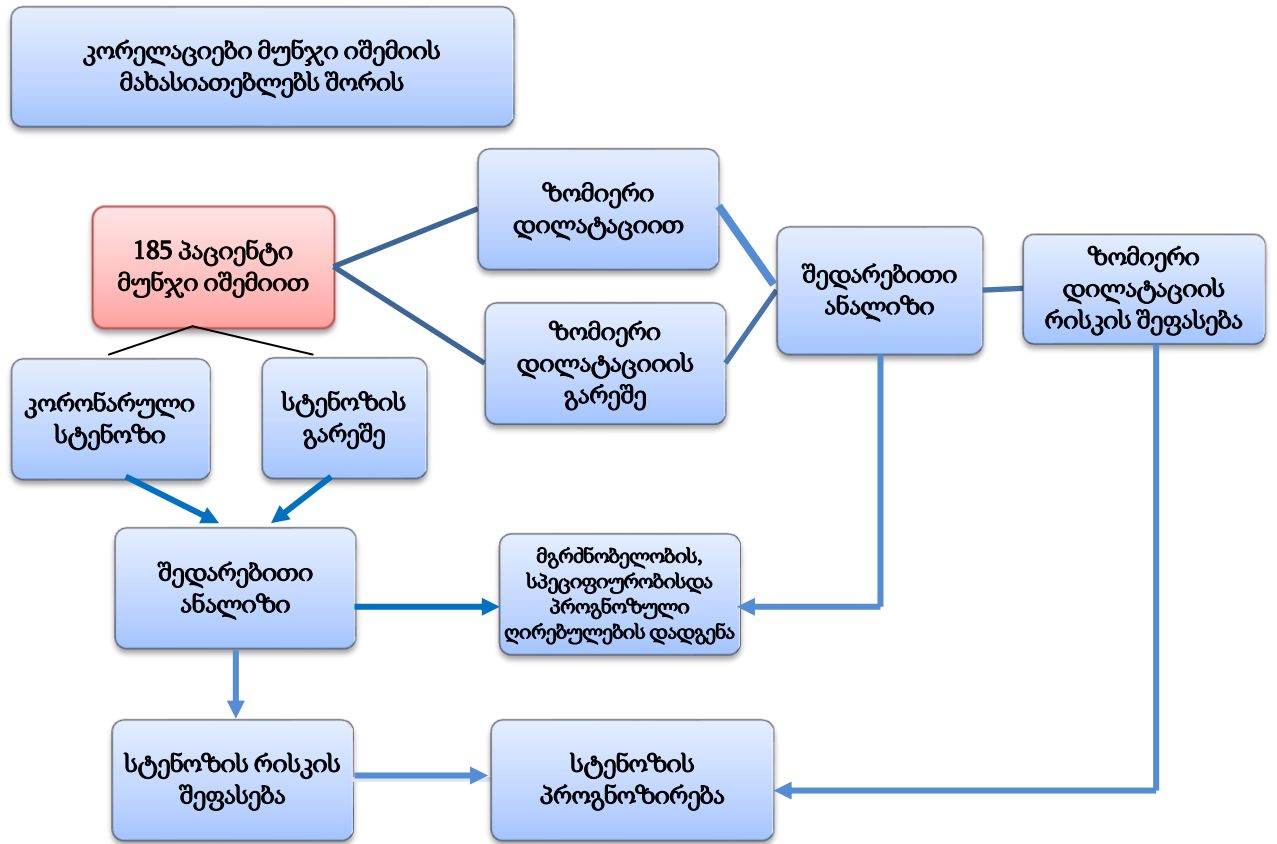 კორელაციები მუნჯი იშემიის
მახასიათებლებს შორის
185 პაციენტი
მუნჯი იშემიით
ზომიერი
დილატაციით
ზომიერი
დილატაციიის
გარეშე
შედარებითი
ანალიზი
ზომიერი
დილატაციის
რისკის შეფასება
კორონარული
სტენოზი
სტენოზის
გარეშე
შედარებითი
ანალიზი
მგრძნობელობის,
სპეციფიურობისდა
პროგნოზული
ღირებულების დადგენა
სტენოზის რისკის
შეფასება
სტენოზის
პროგნოზირება